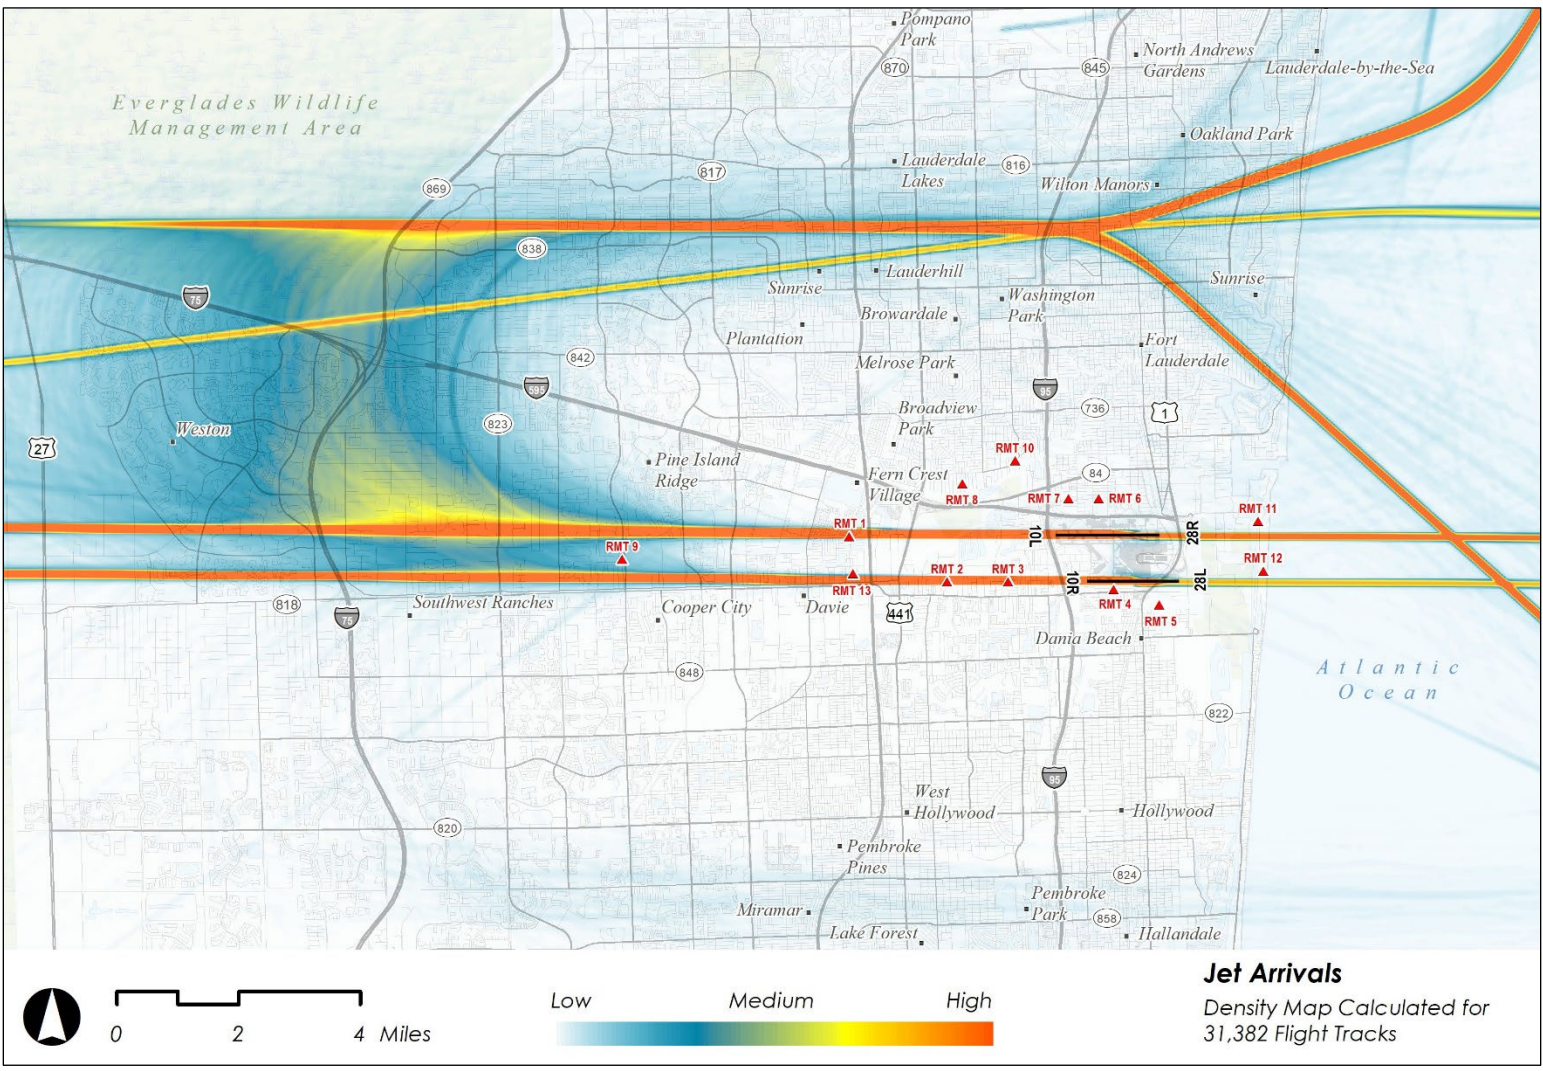 Pompano
Park
870
845
North Andrews
Gardens
Lauderdale-by-the-Sea
Everglades Wildlife
Management Area
Oakland Park
Lauderdale
Lakes
816
817
869
Wilton Manors
838
Lauderhill
Sunrise
Sunrise
75
Washington
Park
Browardale
Plantation
Fort
Lauderdale
842
Melrose Park
595
95
736
1
Broadview
Park
823
Weston
27
RMT 10
Pine Island
Ridge
Fern Crest
Village
84
RMT 8
RMT 7
RMT 6
RMT 11
RMT 1
10L
28R
RMT 9
RMT 12
RMT 2
RMT 3
RMT 13
10R
28L
RMT 4
818
Southwest Ranches
Cooper City
Davie
441
RMT 5
75
Dania Beach
848
Atlantic
Ocean
822
95
West
Hollywood
Hollywood
820
Pembroke
Pines
824
Pembroke
Park
Miramar
858
Lake Forest
Hallandale
0
2
4 Miles
Low
Medium
High
Jet Arrivals
Density Map Calculated for
31,382 Flight Tracks